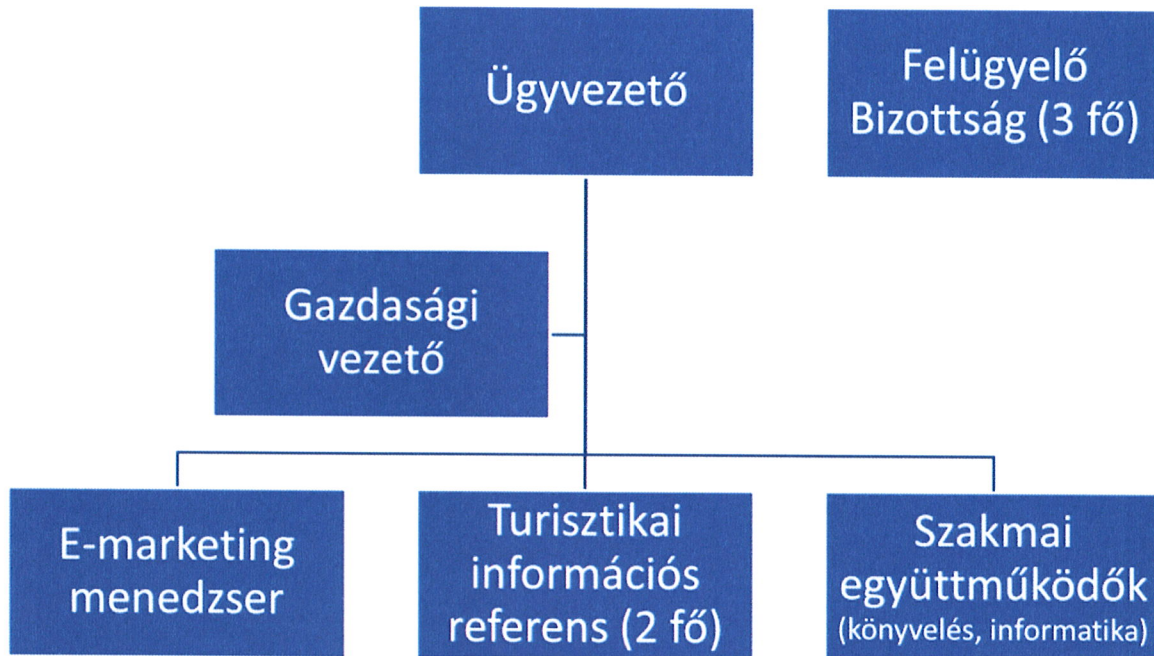 Ügyvezető
Felügyelő
Bizottság (3 fő)
Gazdasági
vezető
E-marketing
menedzser
Turisztikai
információs
referens (2 fő)
Szakmai
együttműködők
(könyvelés, informatika)